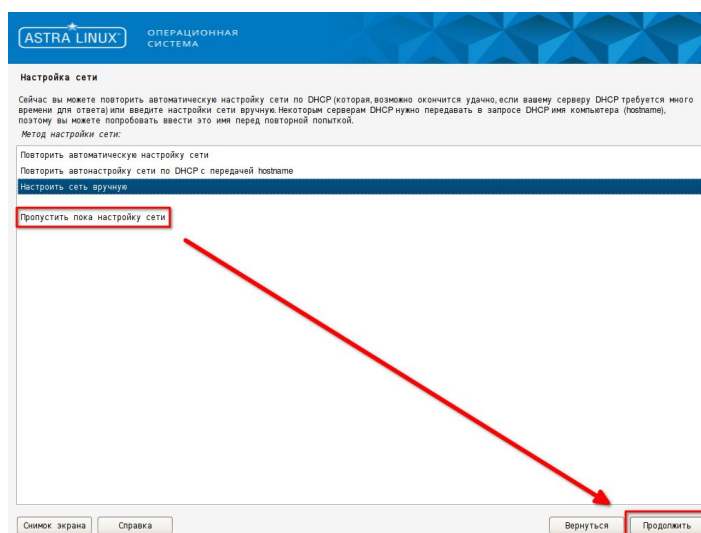 ASTRA LINUX®
ОПЕРАЦИОННАЯ
СИСТЕМА
Настройка сети
Сейчас вы можете повторить автоматическую настройку сети по DHCP (которая, возможно окончится удачно, если вашему серверу DHCP требуется много
времени для ответа) или введите настройки сети вручную. Некоторым серверам DHCP нужно передавать в запросе DHCP имя компьютера (hostname),
поэтому вы можете попробовать ввести это имя перед повторной попыткой.
Метод настройки сети:
Повторить автоматическую настройку сети
Повторить автонастройку сети по DHCP с передачей hostname
Настроить сеть вручную
Пропустить пока настройку сети
Снимок экрана Справка Вернуться Продолжить